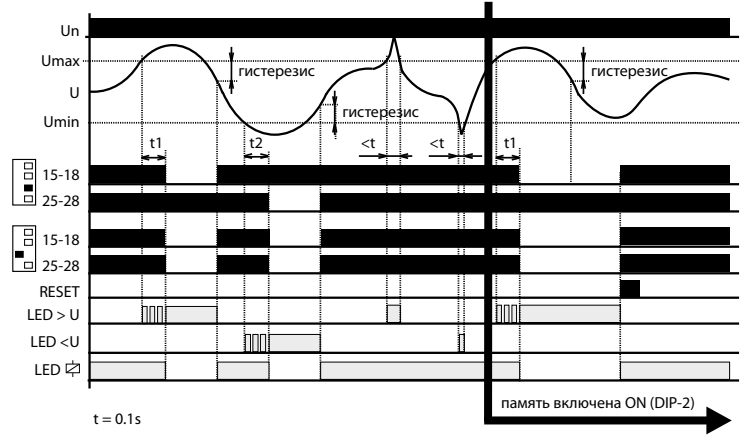 Un
Umax
гистерезис
гистерезис
U
гистерезис
Umin
t1
t2
<t
<t
t1
15-18
25-28
15-18
25-28
RESET
LED > U
LED <U
LED
память включена ON (DIP-2)
t = 0.1s